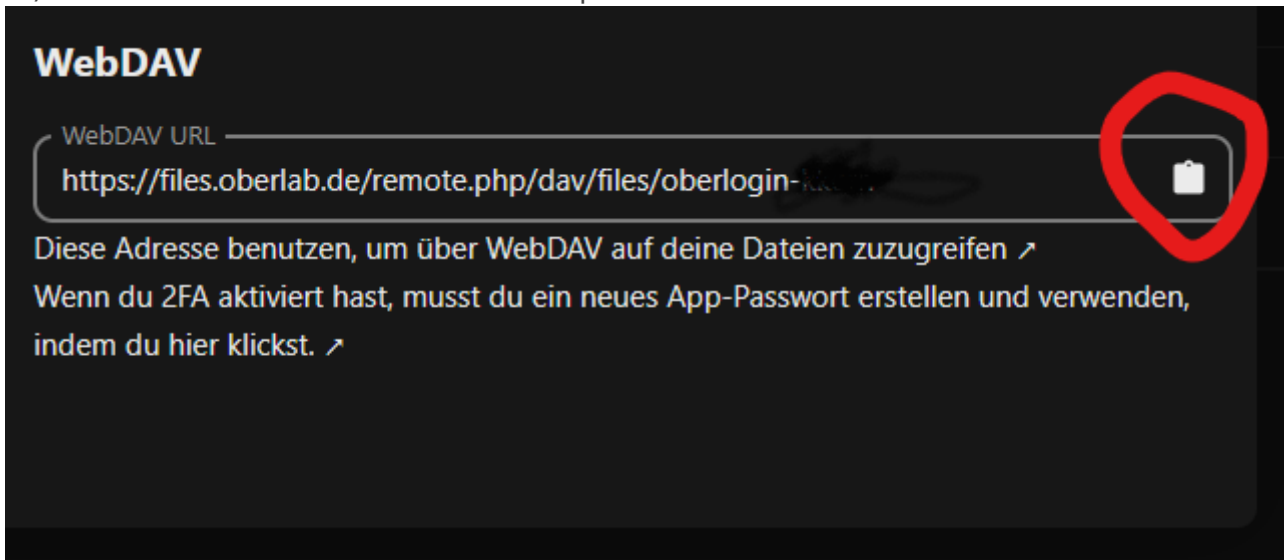 WebDAV
WebDAV URL
https://files.oberlab.de/remote.php/dav/files/oberlogin-
Diese Adresse benutzen, um über WebDAV auf deine Dateien zuzugreifen ↗
Wenn du 2FA aktiviert hast, musst du ein neues App-Passwort erstellen und verwenden,
indem du hier klickst. ↗